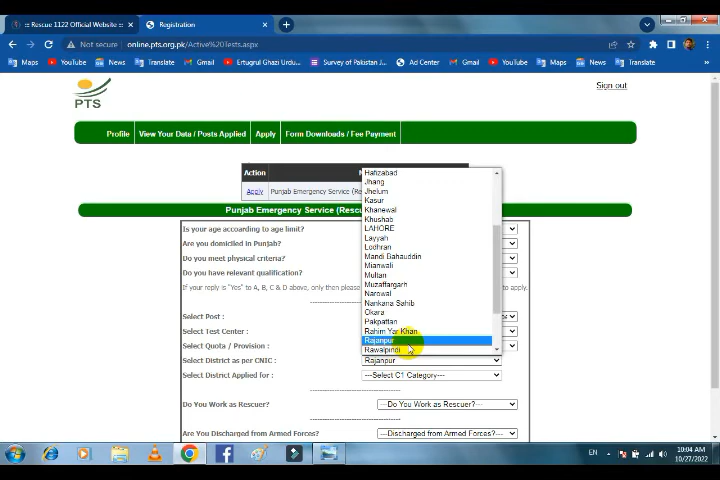 :: Rescue 1122 Official Website ::
Registration
Not secure
online.pts.org.pk/Active%20Tests.aspx
Maps
YouTube
News
Translate
Gmail
Ertugrul Ghazi Urdu...
Survey of Pakistan J...
Ad Center
Gmail
YouTube
Maps
News
Translate
PTS
Sign out
Profile
View Your Data / Posts Applied
Apply
Form Downloads / Fee Payment
Action
Apply
Punjab Emergency Service (Res
Punjab Emergency Service (Rescu
Is your age accoarding to age limit?
Are you domiciled in Punjab?
Do you meet physical criteria?
Do you have relevant qualification?
If your reply is "Yes" to A, B, C & D above, only then please
to apply.
Select Post :
Select Test Center :
Select Quota / Provision :
Select District as per CNIC :
Rajanpur
Hafizabad
Jhang
Jhelum
Kasur
Khanewal
Khushab
LAHORE
Layyah
Lodhran
Mandi Bahauddin
Mianwali
Multan
Muzaffargarh
Narowal
Nankana Sahib
Okara
Pakpattan
Rahim Yar Khan
Rajanpur
Rawalpindi
Select District Applied for :
---Select C1 Category---
Do You Work as Rescuer?
---Do You Work as Rescuer?---
Are You Discharged from Armed Forces?
---Discharged from Armed Forces?---
EN
10:04 AM
10/27/2022